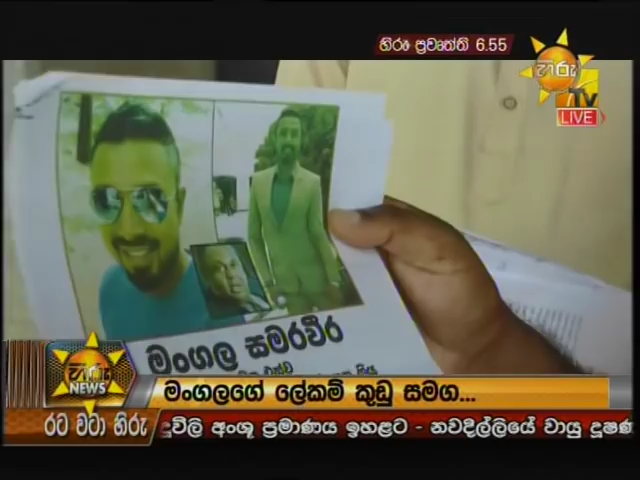 හිරු ප්‍රවෘත්ති 6.55
හිරු
TV
LIVE
මංගල සමරවීර
හිරු
NEWS
මංගලගේ ලේකම් කුඩු සමග...
රට වටා හිරු
දූවිලි අංශු ප්‍රමාණය ඉහළට - නවදිල්ලියේ වායු දූෂණ